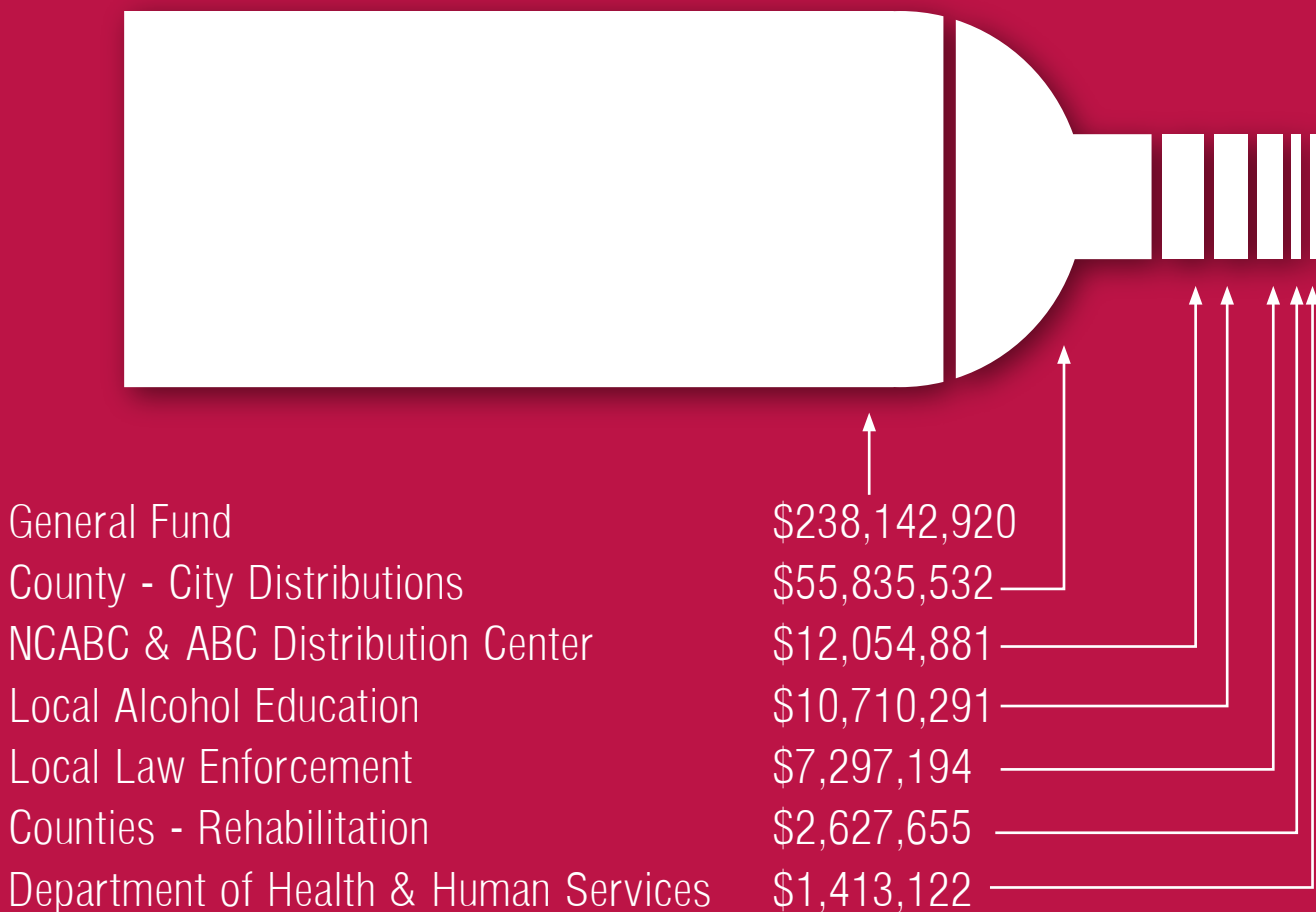 General Fund $238,142,920
County - City Distributions $55,835,532
NCABC & ABC Distribution Center $12,054,881
Local Alcohol Education $10,710,291
Local Law Enforcement $7,297,194
Counties - Rehabilitation $2,627,655
Department of Health & Human Services $1,413,122